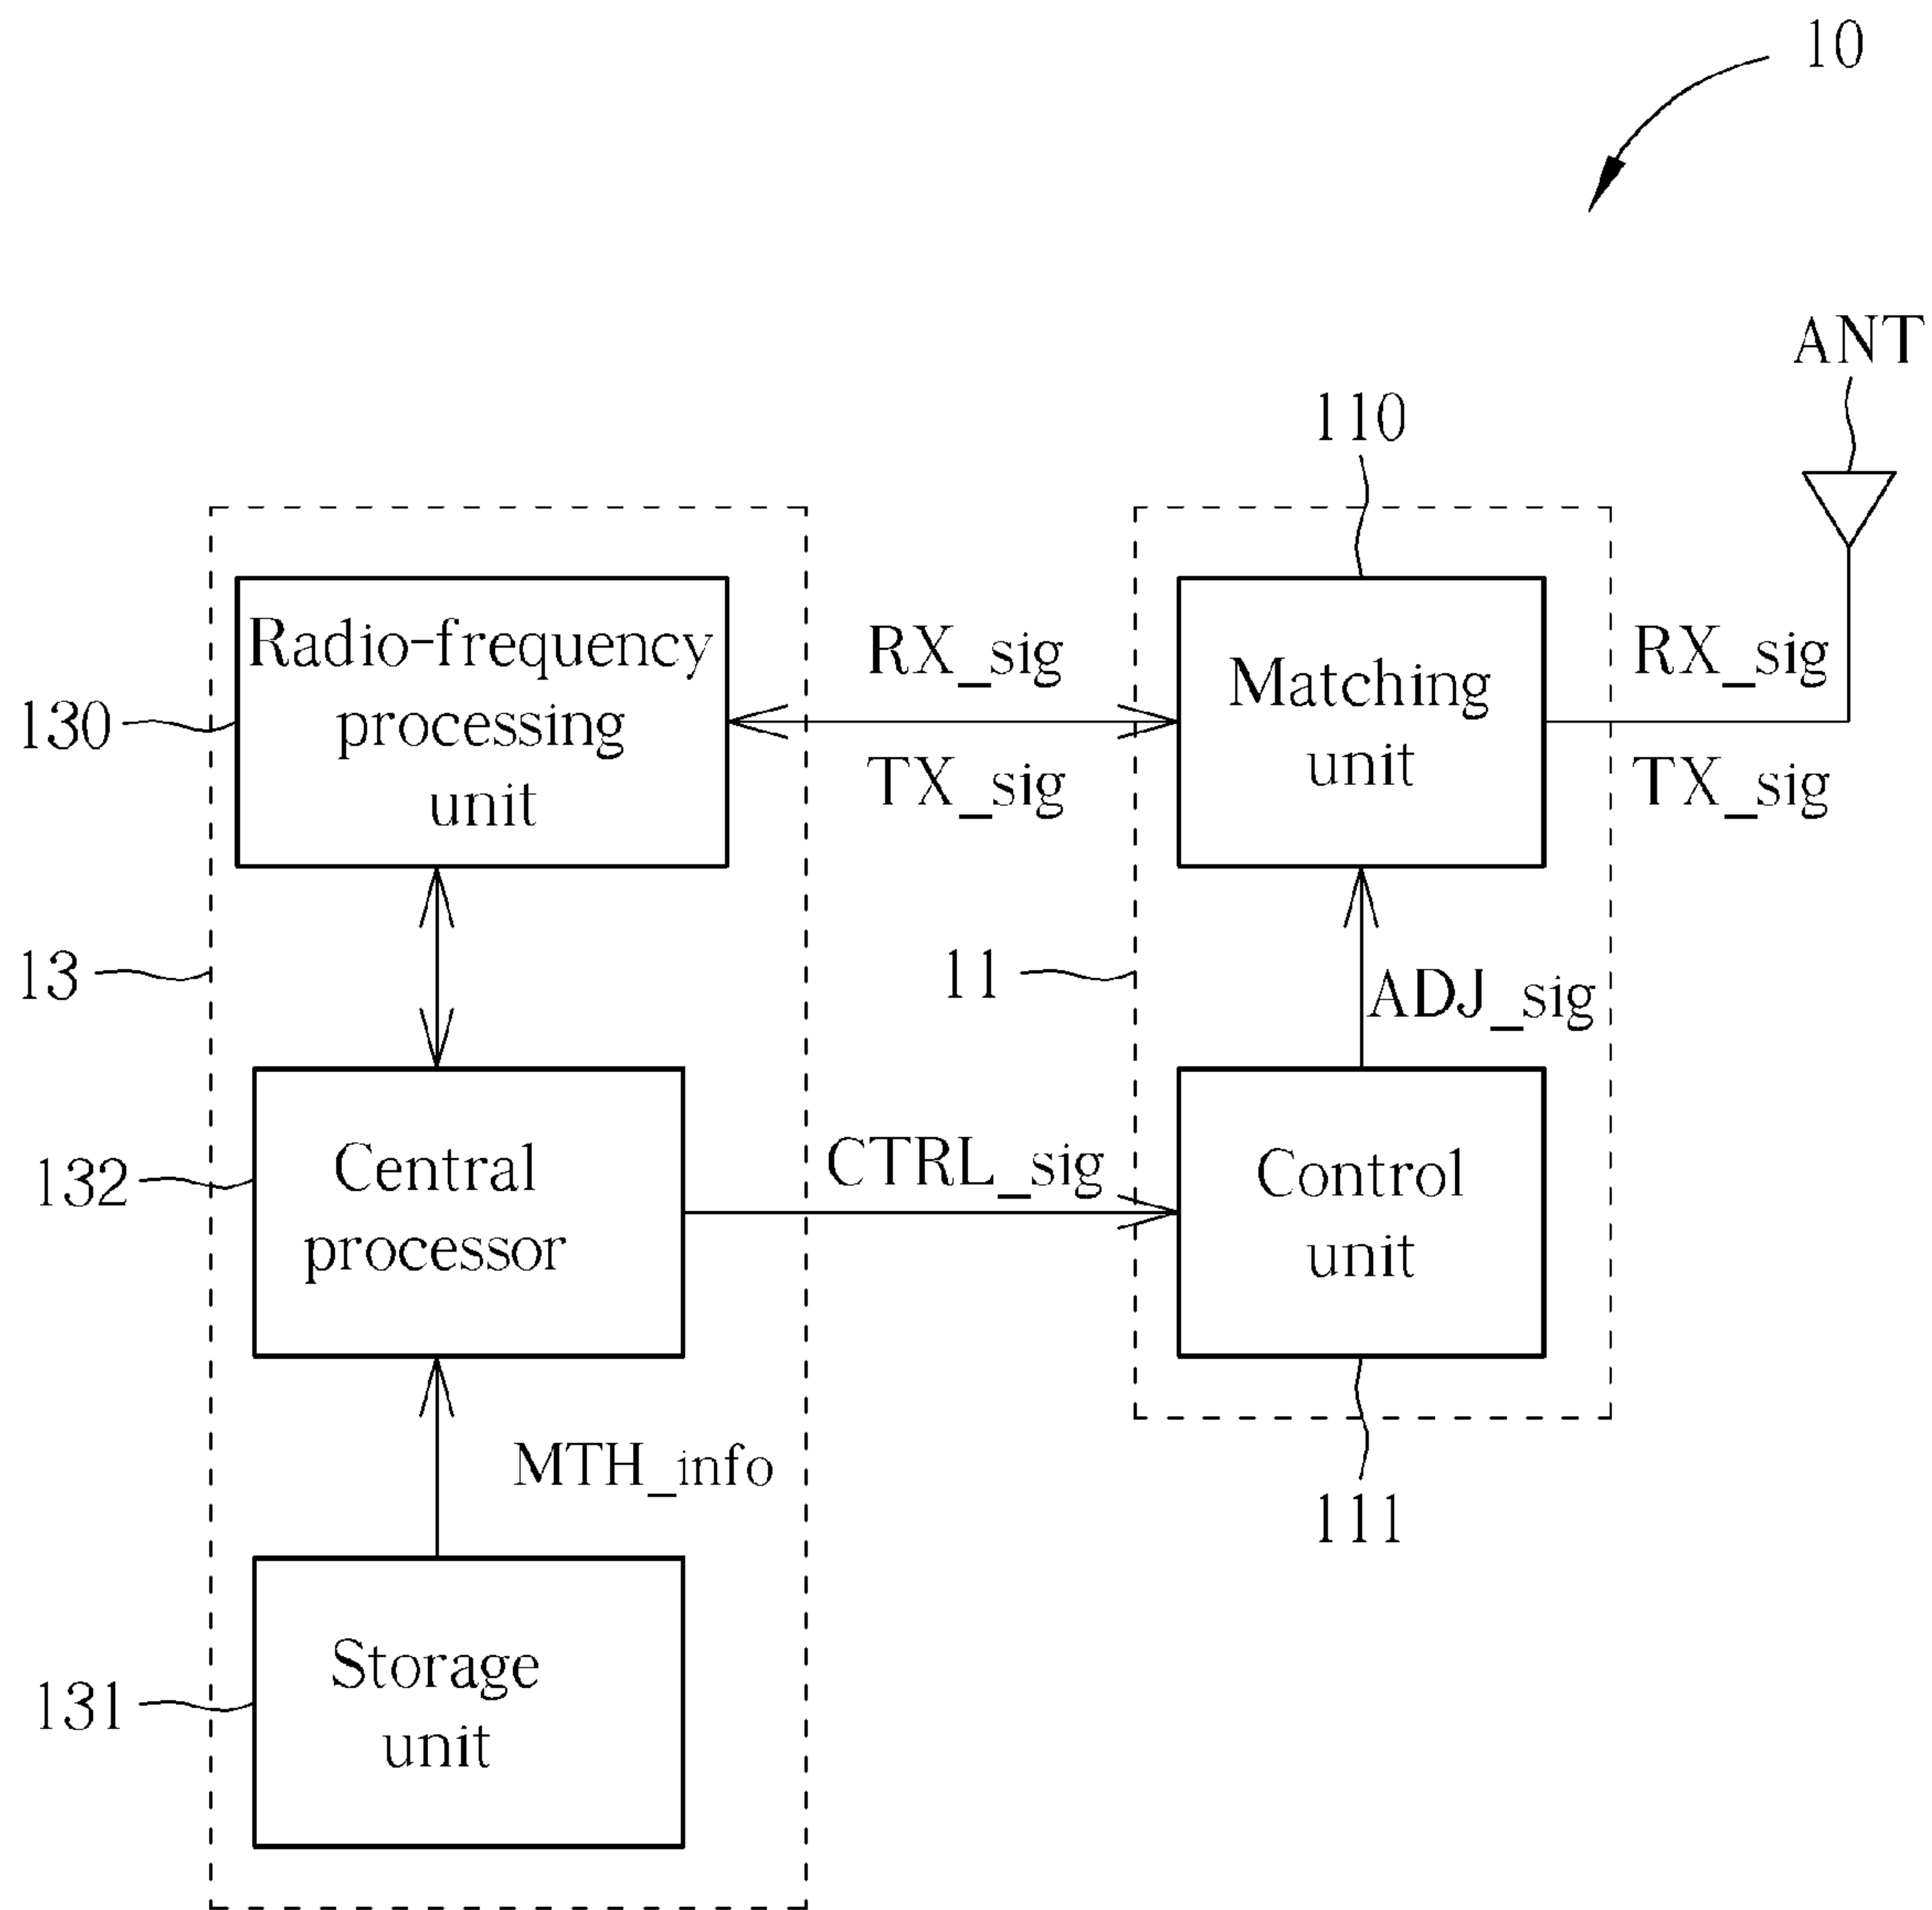 10
ANT
110
Radio-frequency
processing
unit
130
RX_sig
TX_sig
Matching
unit
RX_sig
TX_sig
13
11
ADJ_sig
132
Central
processor
CTRL_sig
Control
unit
MTH_info
111
131
Storage
unit